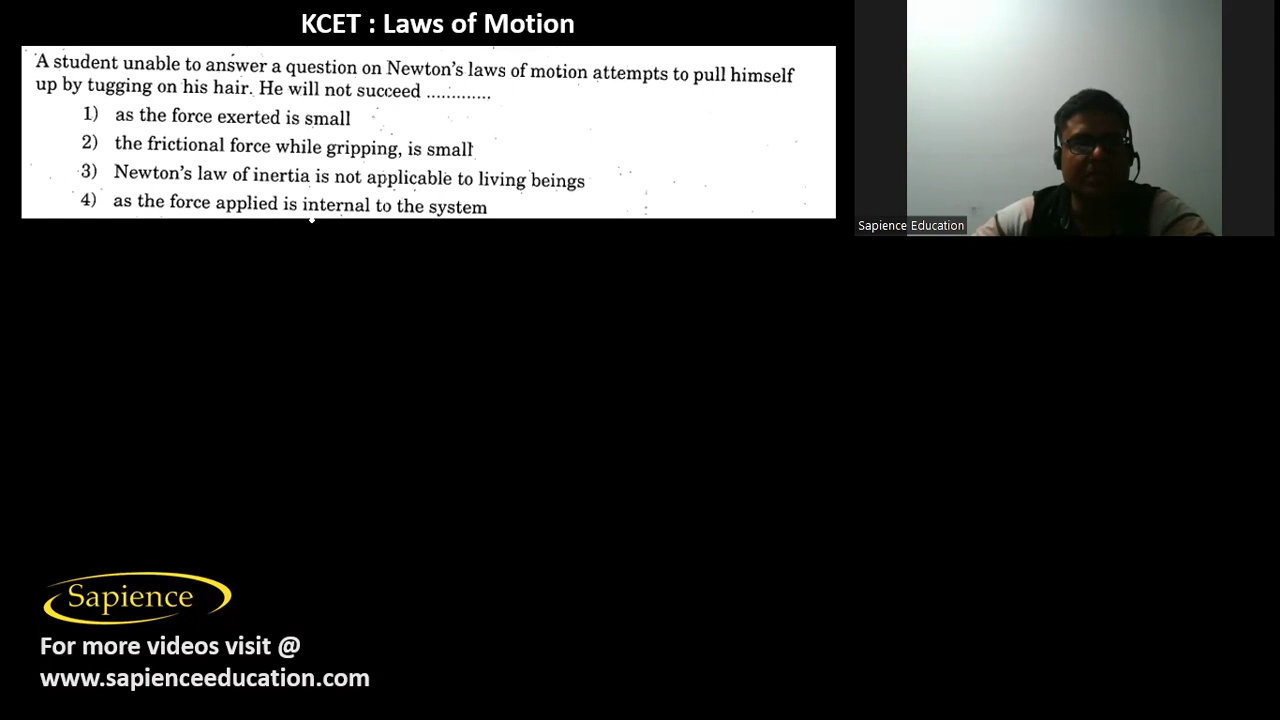 KCET : Laws of Motion
A student unable to answer a question on Newton's laws of motion attempts to pull himself
up by tugging on his hair. He will not succeed .............
1) as the force exerted is small
2) the frictional force while gripping, is small
3) Newton's law of inertia is not applicable to living beings
4) as the force applied is internal to the system
Sapience Education
Sapience
For more videos visit @
www.sapienceeducation.com